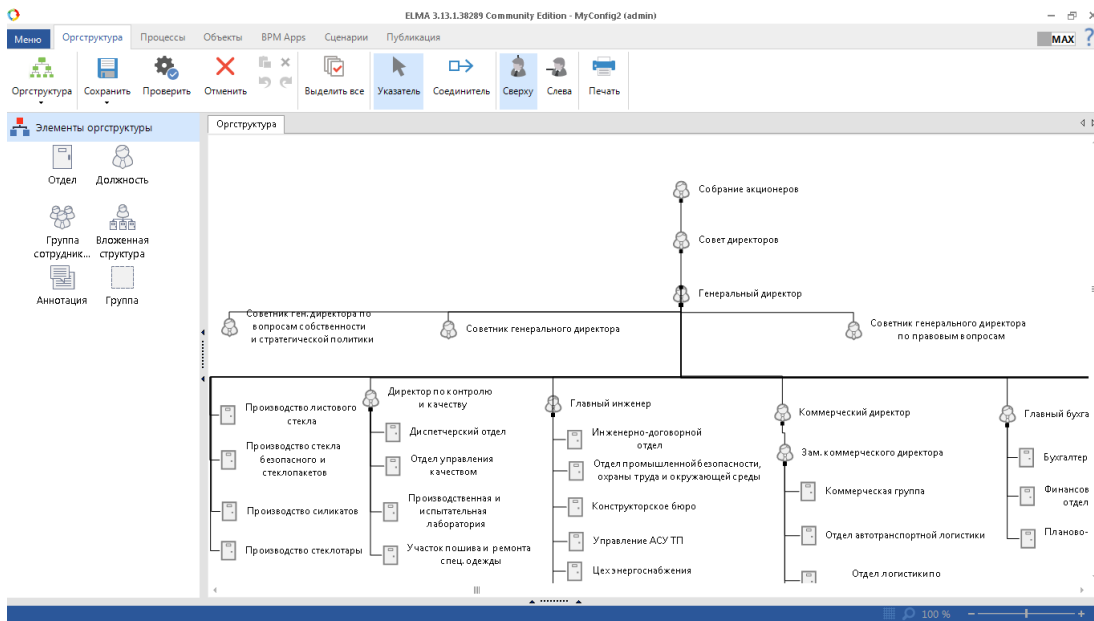 ELMA 3.13.1.38289 Community Edition - MyConfig2 (admin)
Меню Оргструктура Процессы Объекты BPM Apps Сценарии Публикация
MAX ?
Оргструктура Сохранить Проверить Отменить Выделить все Указатель Соединитель Сверху Слева Печать
Элементы оргструктуры
Отдел Должность
Группа сотрудник...
Вложенная структура
Аннотация Группа
Оргструктура
Собрание акционеров
Совет директоров
Генеральный директор
Советник ген. директора по
вопросам собственности
и стратегической политики
Советник генерального директора
Советник генерального директора
по правовым вопросам
Производство листового
стекла
Производство стекла
безопасного и
стеклопакетов
Производство силикатов
Производство стеклотары
Директор по контролю
и качеству
Диспетчерский отдел
Отдел управления
качеством
Производственная и
испытательная
лаборатория
Участок пошива и ремонта
спец. одежды
Главный инженер
Инженерно-договорной
отдел
Отдел промышленной безопасности,
охраны труда и окружающей среды
Конструкторское бюро
Управление АСУ ТП
Цех энергоснабжения
Коммерческий директор
Зам. коммерческого директора
Коммерческая группа
Отдел автотранспортной логистики
Отдел логистики по
Главный бухга
Бухгалтер
Финансов
отдел
Планово-
100 %